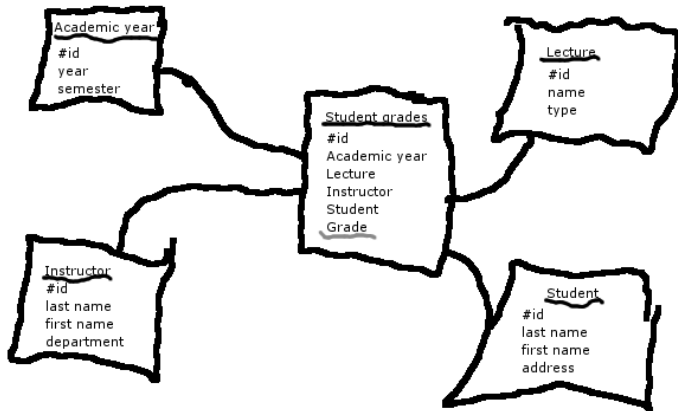 Academic year
#id
year
semester
Lecture
#id
name
type
Student grades
#id
Academic year
Lecture
Instructor
Student
Grade
Instructor
#id
last name
first name
department
Student
#id
last name
first name
address